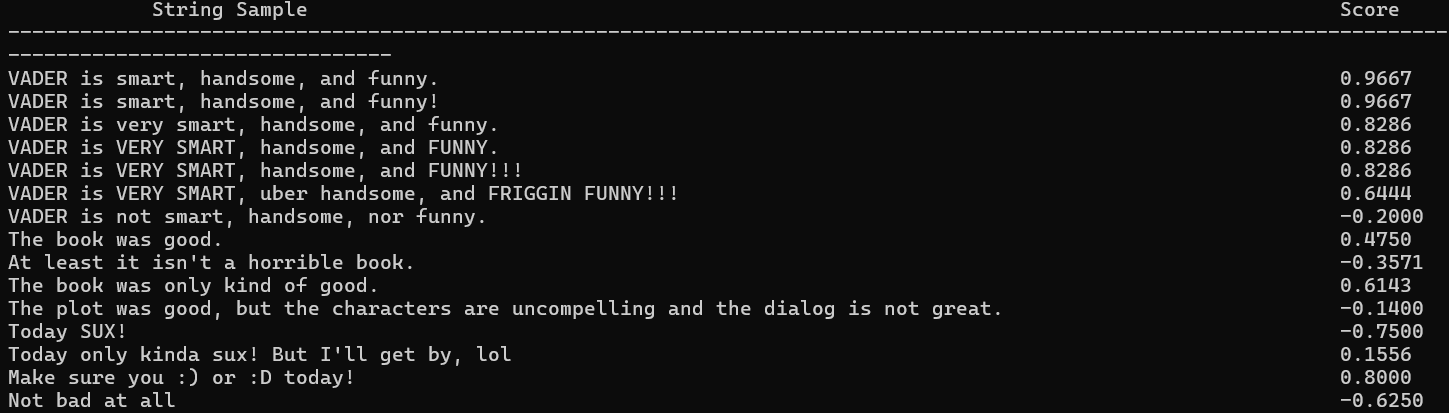 String Sample Score
------------------------------------------------------------------------------------------------------------------------
--------------------------------
VADER is smart, handsome, and funny. 0.9667
VADER is smart, handsome, and funny! 0.9667
VADER is very smart, handsome, and funny. 0.8286
VADER is VERY SMART, handsome, and FUNNY. 0.8286
VADER is VERY SMART, handsome, and FUNNY!!! 0.8286
VADER is VERY SMART, uber handsome, and FRIGGIN FUNNY!!! 0.6444
VADER is not smart, handsome, nor funny. -0.2000
The book was good. 0.4750
At least it isn't a horrible book. -0.3571
The book was only kind of good. 0.6143
The plot was good, but the characters are uncompelling and the dialog is not great. -0.1400
Today SUX! -0.7500
Today only kinda sux! But I'll get by, lol 0.1556
Make sure you :) or :D today! 0.8000
Not bad at all -0.6250